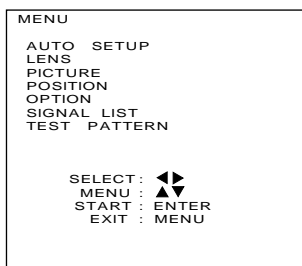 MENU
AUTO SETUP
LENS
PICTURE
POSITION
OPTION
SIGNAL LIST
TEST PATTERN
SELECT : ◀▶
MENU : ▲▼
START : ENTER
EXIT : MENU